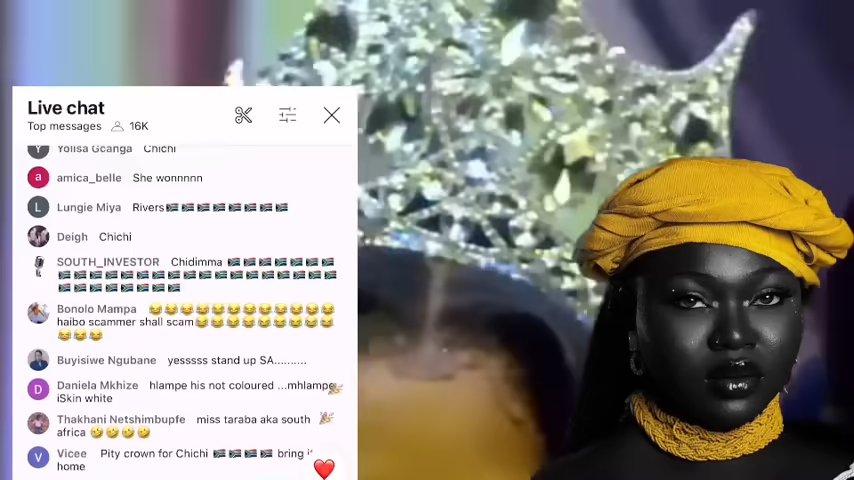 Live chat
Top messages 16K
Yolisa Gcanga Chichi
amica_belle She wonnnnn
Lungie Miya Rivers🇿🇦🇿🇦🇿🇦🇿🇦🇿🇦🇿🇦🇿🇦🇿🇦
Deigh Chichi
SOUTH_INVESTOR Chidimma
Bonolo Mampa
haibo scammer shall scam
Buyisiwe Ngubane yesssss stand up SA..........
Daniela Mkhize hlampe his not coloured ...mhlampe
iSkin white
Thakhani Netshimbupfe miss taraba aka south
africa 🤣🤣🤣🤣
Vicee Pity crown for Chichi 🇿🇦🇿🇦🇿🇦🇿🇦 bring
home